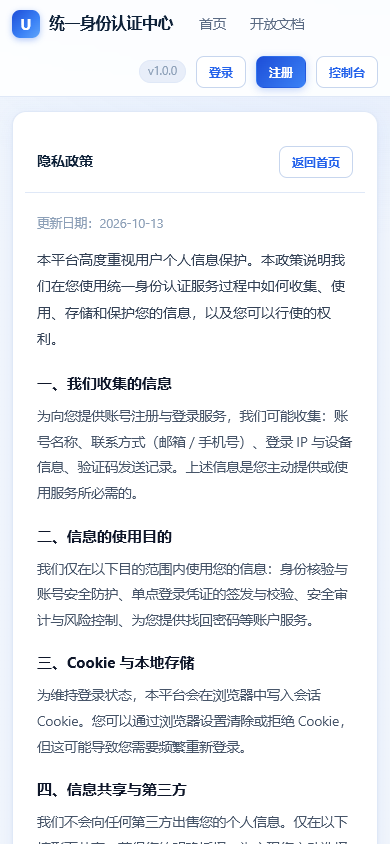 U 统一身份认证中心 首页 开放文档
v1.0.0 登录 注册 控制台
隐私政策 返回首页
更新日期：2026-10-13
本平台高度重视用户个人信息保护。本政策说明我
们在您使用统一身份认证服务过程中如何收集、使
用、存储和保护您的信息，以及您可以行使的权
利。
一、我们收集的信息
为向您提供账号注册与登录服务，我们可能收集：账
号名称、联系方式（邮箱 / 手机号）、登录 IP 与设备
信息、验证码发送记录。上述信息是您主动提供或使
用服务所必需的。
二、信息的使用目的
我们仅在以下目的范围内使用您的信息：身份核验与
账号安全防护、单点登录凭证的签发与校验、安全审
计与风险控制、为您提供找回密码等账户服务。
三、Cookie 与本地存储
为维持登录状态，本平台会在浏览器中写入会话
Cookie。您可以通过浏览器设置清除或拒绝 Cookie，
但这可能导致您需要频繁重新登录。
四、信息共享与第三方
我们不会向任何第三方出售您的个人信息。仅在以下